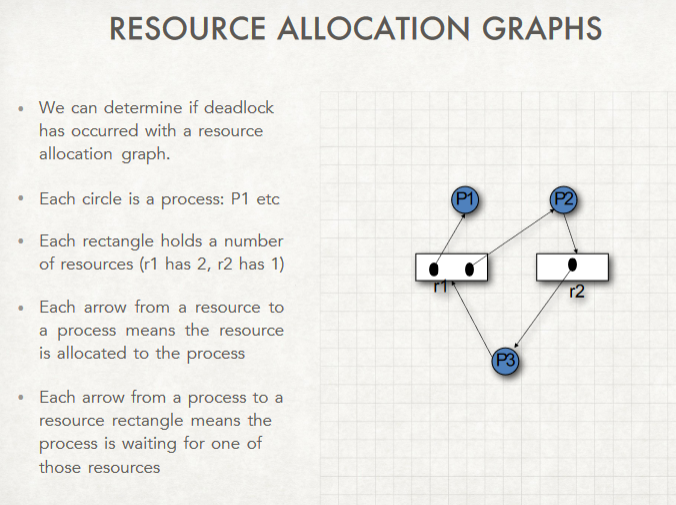 RESOURCE ALLOCATION GRAPHS
• We can determine if deadlock
has occurred with a resource
allocation graph.
• Each circle is a process: P1 etc
• Each rectangle holds a number
of resources (r1 has 2, r2 has 1)
• Each arrow from a resource to
a process means the resource
is allocated to the process
• Each arrow from a process to a
resource rectangle means the
process is waiting for one of
those resources
P1
P2
r1
r2
P3